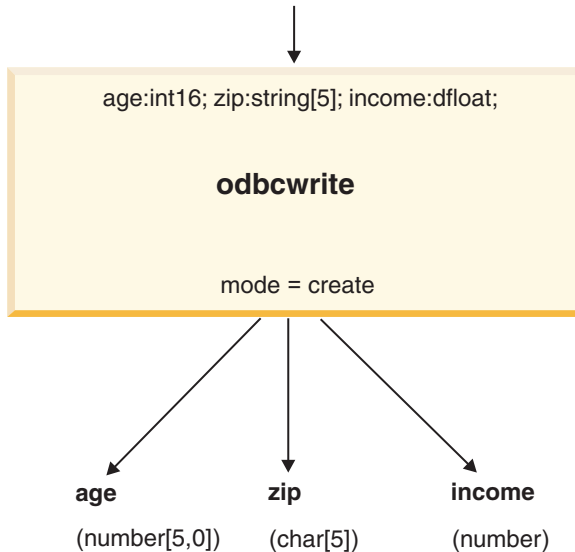 age:int16; zip:string[5]; income:dfloat;
odbcwrite
mode = create
age zip income
(number[5,0]) (char[5]) (number)